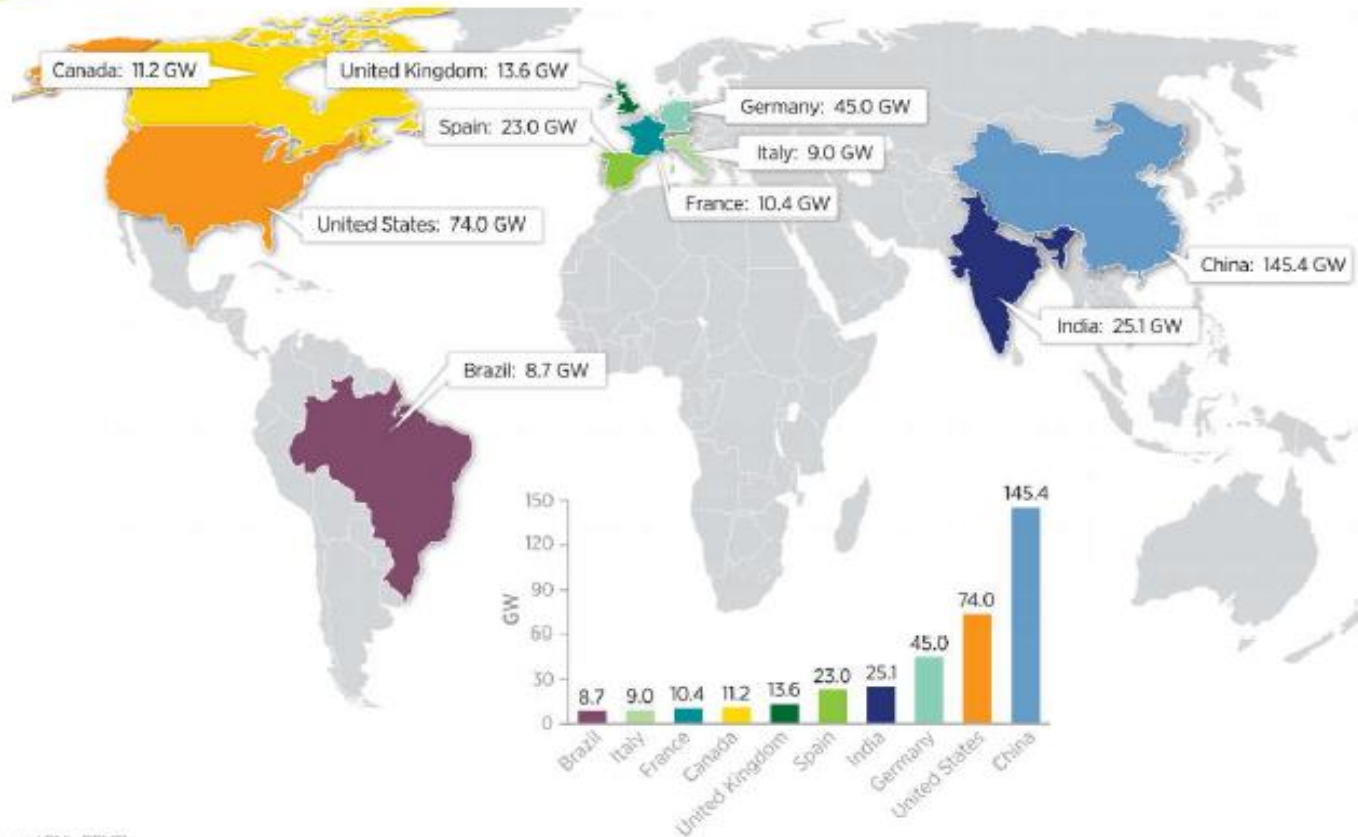 Canada: 11.2 GW
United Kingdom: 13.6 GW
Germany: 45.0 GW
Spain: 23.0 GW
Italy: 9.0 GW
France: 10.4 GW
United States: 74.0 GW
China: 145.4 GW
India: 25.1 GW
Brazil: 8.7 GW
150
120
90
60
30
0
GW
8.7
9.0
10.4
11.2
13.6
23.0
25.1
45.0
74.0
145.4
Brazil
Italy
France
Canada
United Kingdom
Spain
India
Germany
United States
China